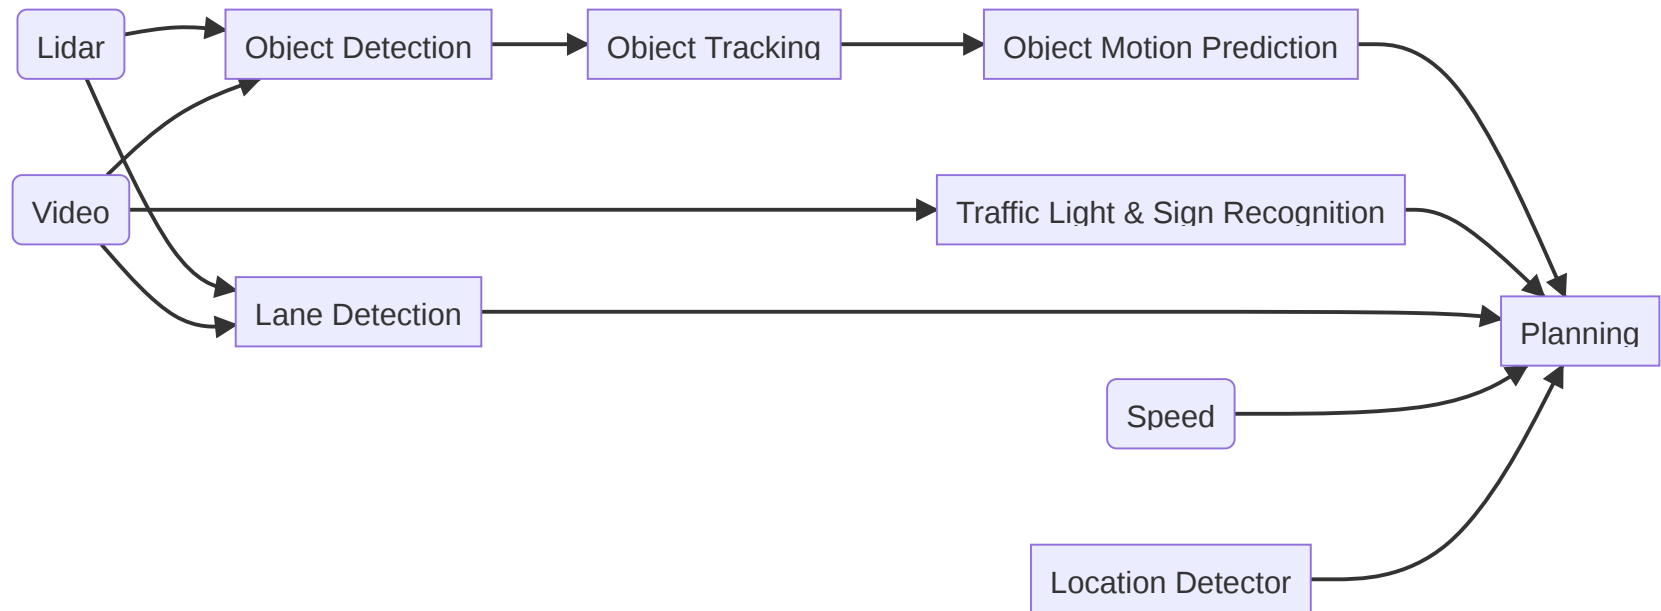 Lidar
Object Detection
Object Tracking
Object Motion Prediction
Video
Traffic Light & Sign Recognition
Lane Detection
Planning
Speed
Location Detector